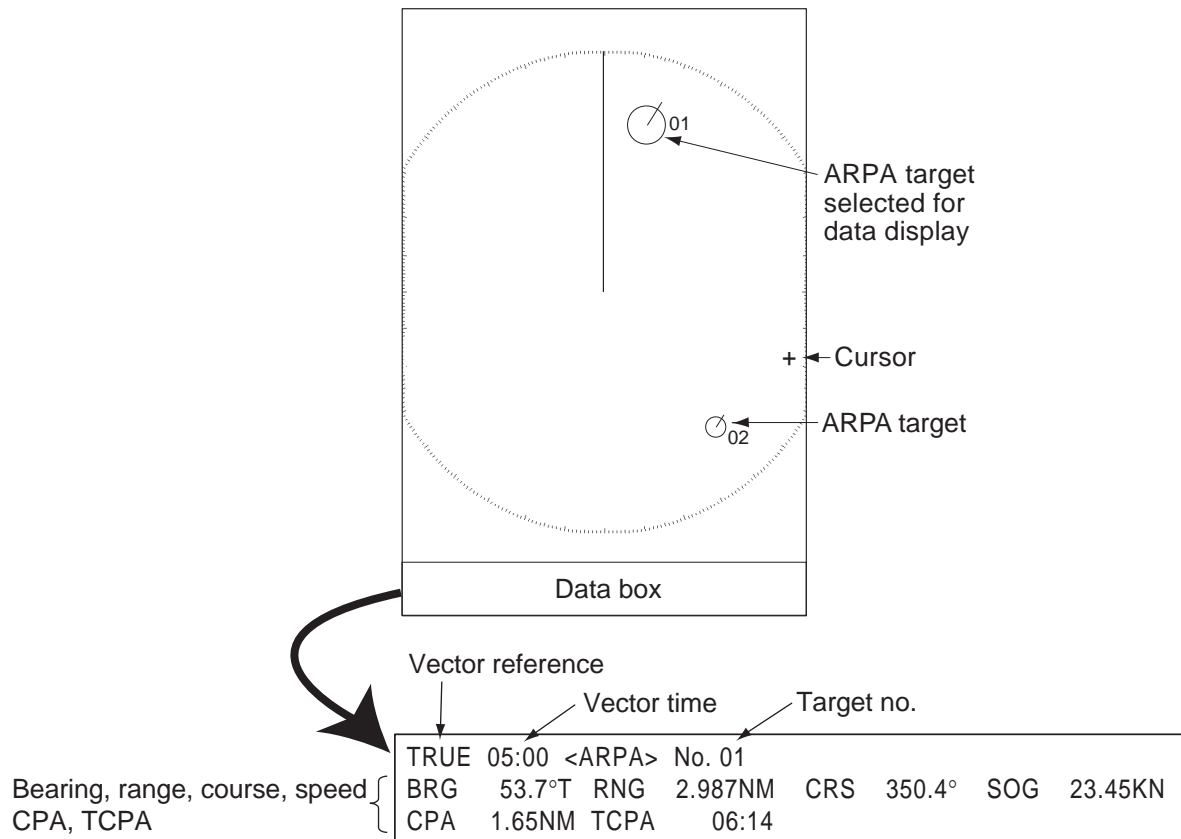 01
ARPA target
selected for
data display
Cursor
ARPA target
02
Data box
Vector reference
Vector time
Target no.
TRUE 05:00 <ARPA> No. 01
Bearing, range, course, speed
BRG 53.7°T RNG 2.987NM CRS 350.4° SOG 23.45KN
CPA, TCPA
CPA 1.65NM TCPA 06:14